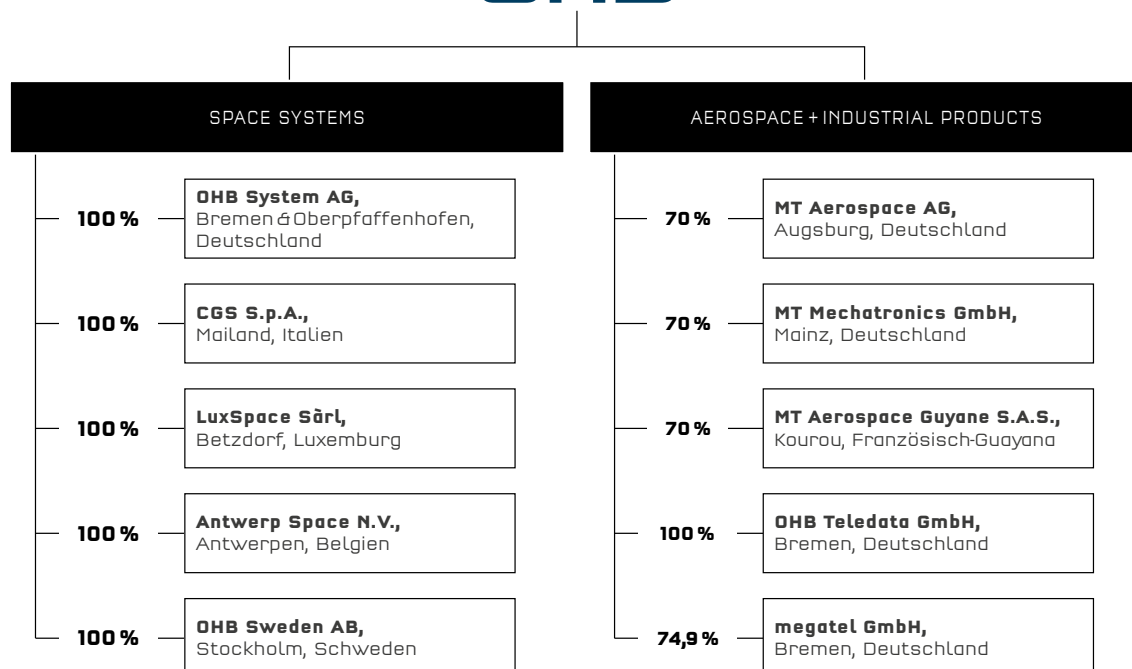 SPACE SYSTEMS
100 %
OHB System AG,
Bremen & Oberpfaffenhofen,
Deutschland
100 %
CGS S.p.A.,
Mailand, Italien
100 %
LuxSpace Sàrl,
Betzdorf, Luxemburg
100 %
Antwerp Space N.V.,
Antwerpen, Belgien
100 %
OHB Sweden AB,
Stockholm, Schweden
AEROSPACE + INDUSTRIAL PRODUCTS
70 %
MT Aerospace AG,
Augsburg, Deutschland
70 %
MT Mechatronics GmbH,
Mainz, Deutschland
70 %
MT Aerospace Guyane S.A.S.,
Kourou, Französisch-Guayana
100 %
OHB Teledata GmbH,
Bremen, Deutschland
74,9 %
megatel GmbH,
Bremen, Deutschland